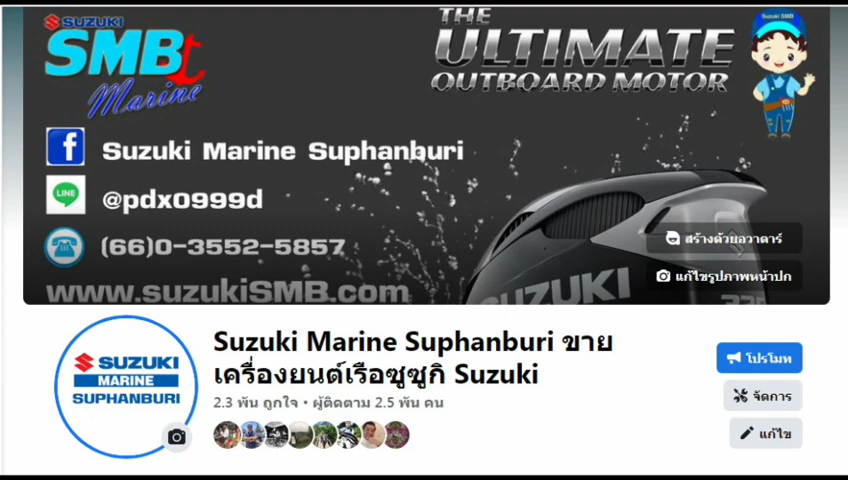 SUZUKI
SMBt
Marine
THE
ULTIMATE
OUTBOARD MOTOR
Suzuki SMB
f
Suzuki Marine Suphanburi
LINE
@pdx0999d
(66)0-3552-5857
www.suzukiSMB.com
SUZUKI
สร้างด้วยอวาตาร์
แก้ไขรูปภาพหน้าปก
SUZUKI
MARINE
SUPHANBURI
Suzuki Marine Suphanburi ขาย
เครื่องยนต์เรือซูซูกิ Suzuki
2.3 พัน ถูกใจ • ผู้ติดตาม 2.5 พัน คน
โปรโมท
จัดการ
แก้ไข